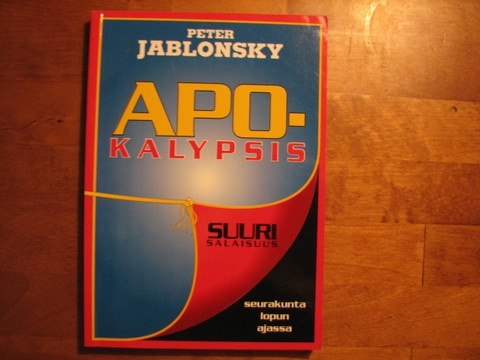 PETER
JABLONSKY
APO-
KALYPSIS
SUURI
SALAISUUS
seurakunta
lopun
ajassa